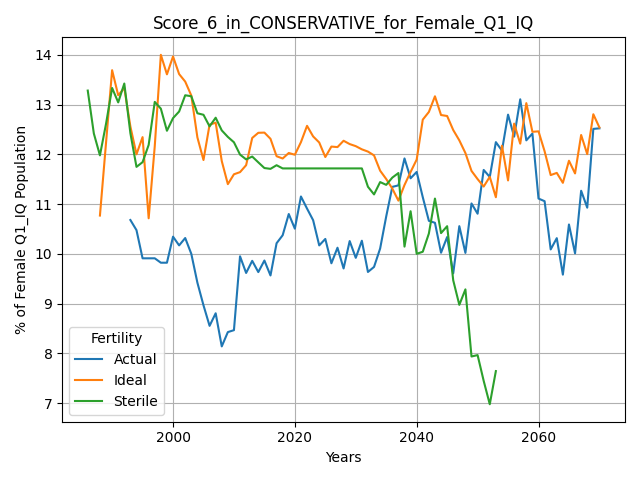 Score_6_in_CONSERVATIVE_for_Female_Q1_IQ
% of Female Q1_IQ Population
14
13
12
11
10
9
8
7
Fertility
Actual
Ideal
Sterile
2000 2020 2040 2060
Years